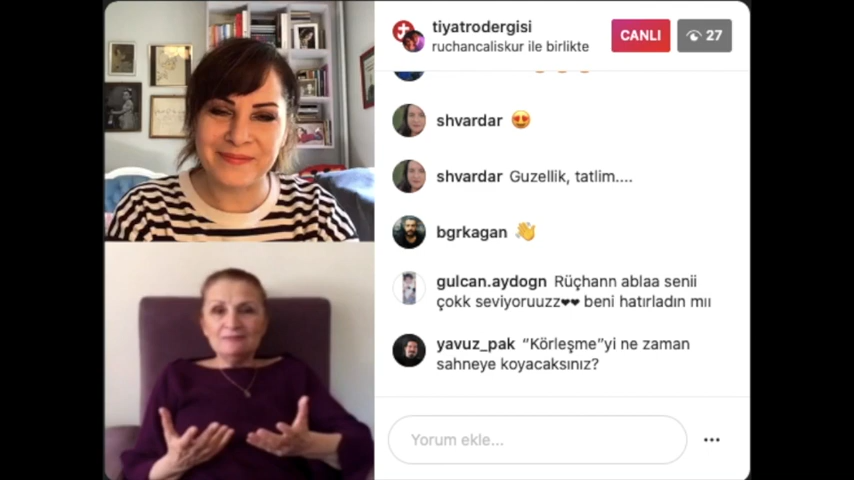 tiyatrodergisi
ruchancaliskur ile birlikte
CANLI
27
shvardar 😍
shvardar Guzellik, tatlim....
bgrkagan 👋
gulcan.aydogn Rüçhann ablaa senii
çokk seviyoruuzz❤❤ beni hatırladın mıı
yavuz_pak “Körleşme”yi ne zaman
sahneye koyacaksınız?
Yorum ekle...